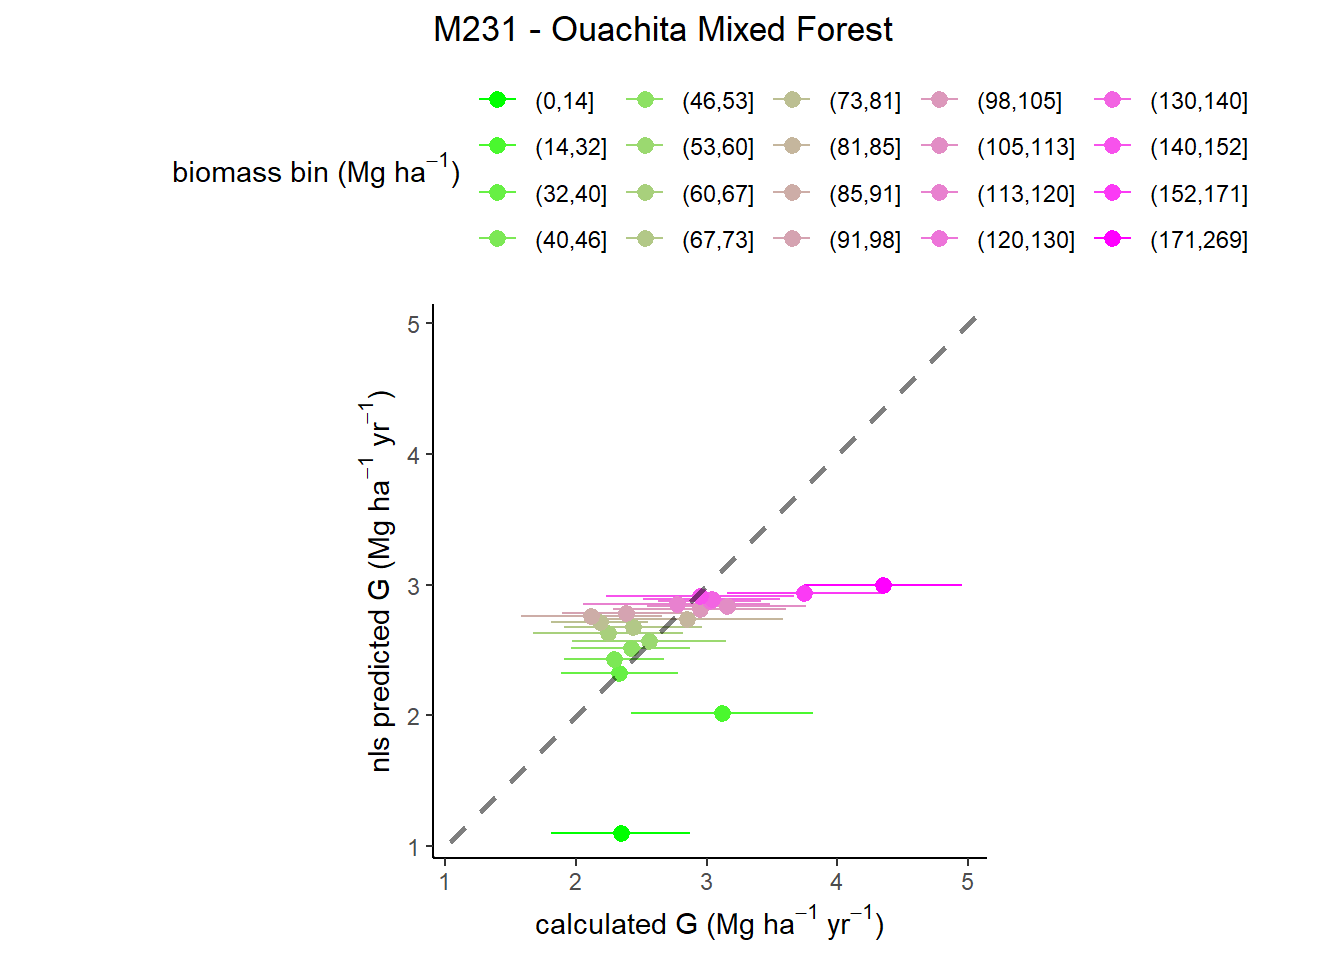 M231 - Ouachita Mixed Forest
biomass bin (Mg ha−1)
(0,14] (46,53] (73,81] (98,105] (130,140]
(14,32] (53,60] (81,85] (105,113] (140,152]
(32,40] (60,67] (85,91] (113,120] (152,171]
(40,46] (67,73] (91,98] (120,130] (171,269]
nls predicted G (Mg ha−1 yr−1)
5
4
3
2
1
1 2 3 4 5
calculated G (Mg ha−1 yr−1)